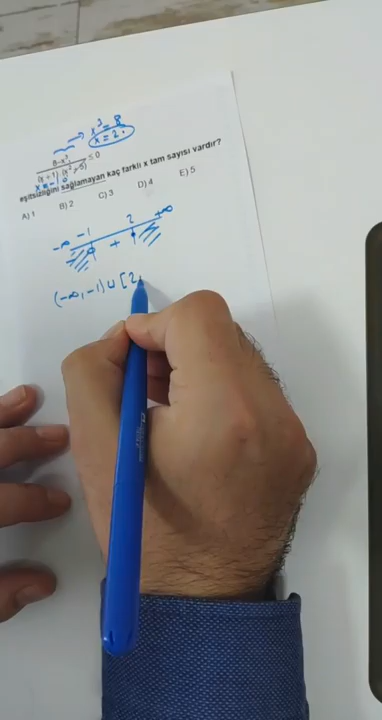 → x³ = 8
→ x = 2.
8-x³
≤ 0
(x+1)·(x²
x = -1
eşitsizliğini sağlamayan kaç farklı x tam sayısı vardır?
A) 1 B) 2 C) 3 D) 4 E) 5
-∞ -1 2 +∞
+
(-∞, -1) ∪ [2,